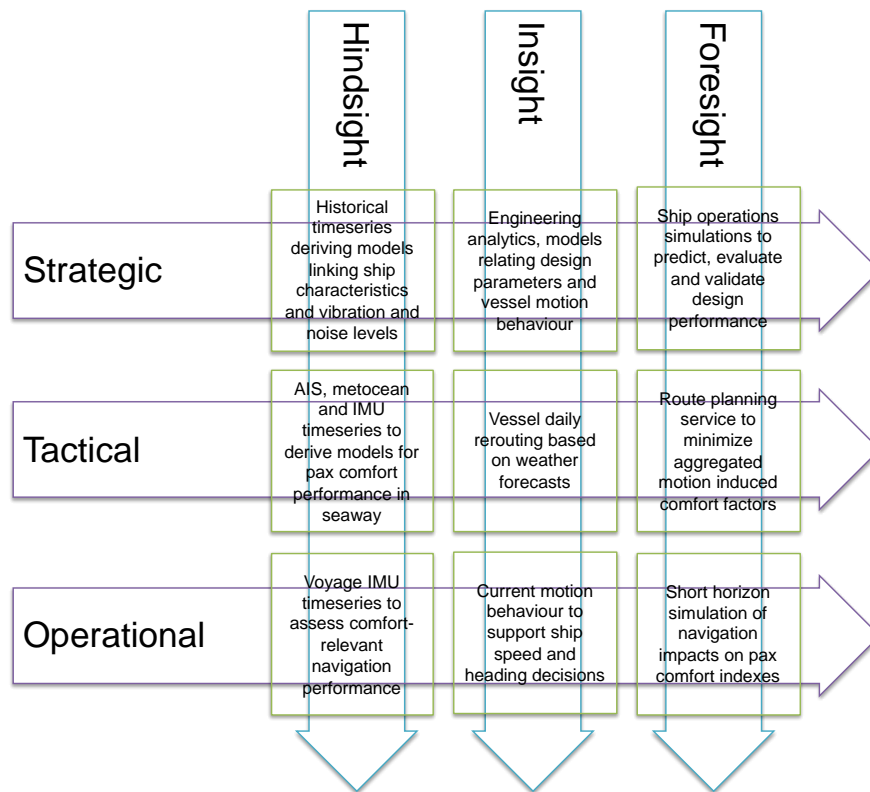 Hindsight
Insight
Foresight
Strategic
Historical
timeseries
deriving models
linking ship
characteristics
and vibration and
noise levels
Engineering
analytics, models
relating design
parameters and
vessel motion
behaviour
Ship operations
simulations to
predict, evaluate
and validate
design
performance
Tactical
AIS, metocean
and IMU
timeseries to
derive models for
pax comfort
performance in
seaway
Vessel daily
rerouting based
on weather
forecasts
Route planning
service to
minimize
aggregated
motion induced
comfort factors
Operational
Voyage IMU
timeseries to
assess comfort-
relevant
navigation
performance
Current motion
behaviour to
support ship
speed and
heading decisions
Short horizon
simulation of
navigation
impacts on pax
comfort indexes